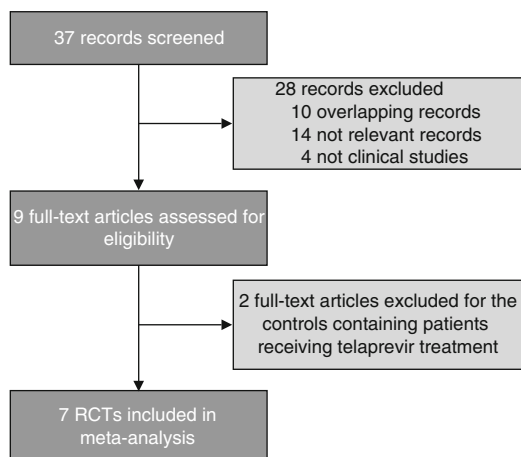 37 records screened
28 records excluded
10 overlapping records
14 not relevant records
4 not clinical studies
9 full-text articles assessed for
eligibility
2 full-text articles excluded for the
controls containing patients
receiving telaprevir treatment
7 RCTs included in
meta-analysis